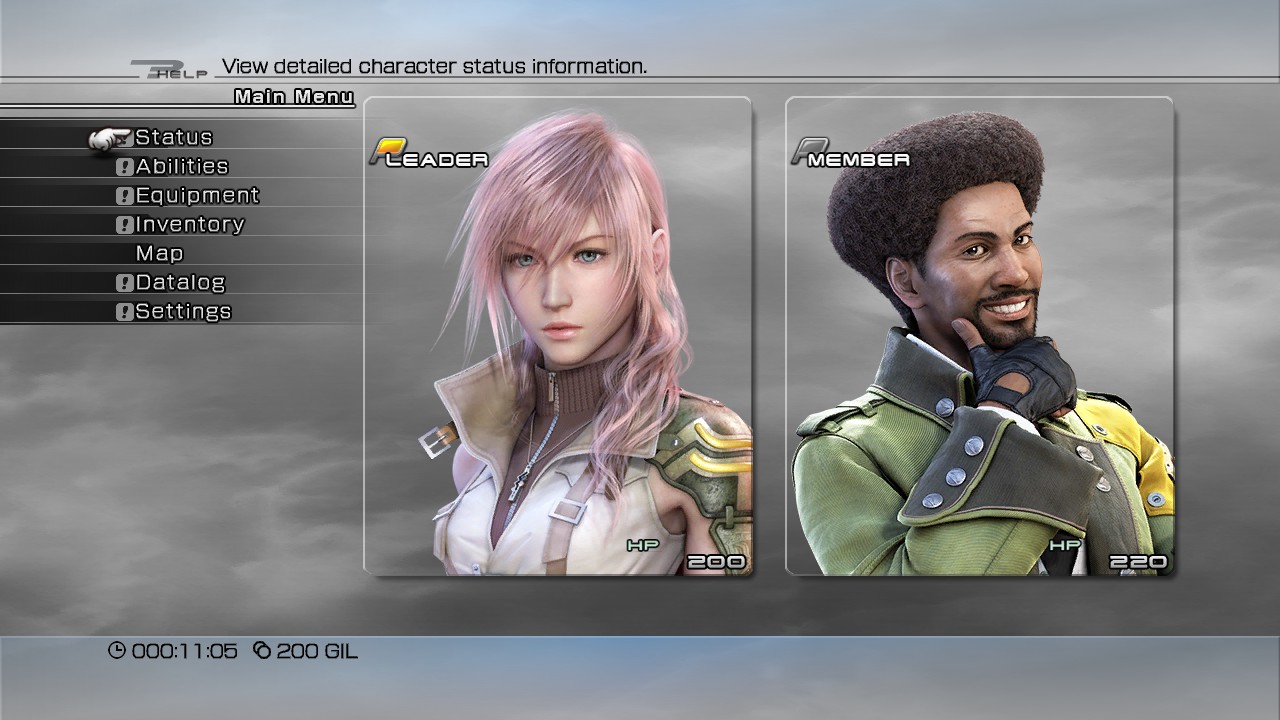 HELP View detailed character status information.
Main Menu
Status
! Abilities
! Equipment
! Inventory
Map
! Datalog
! Settings
LEADER
HP
200
MEMBER
HP
220
000:11:05 200 GIL